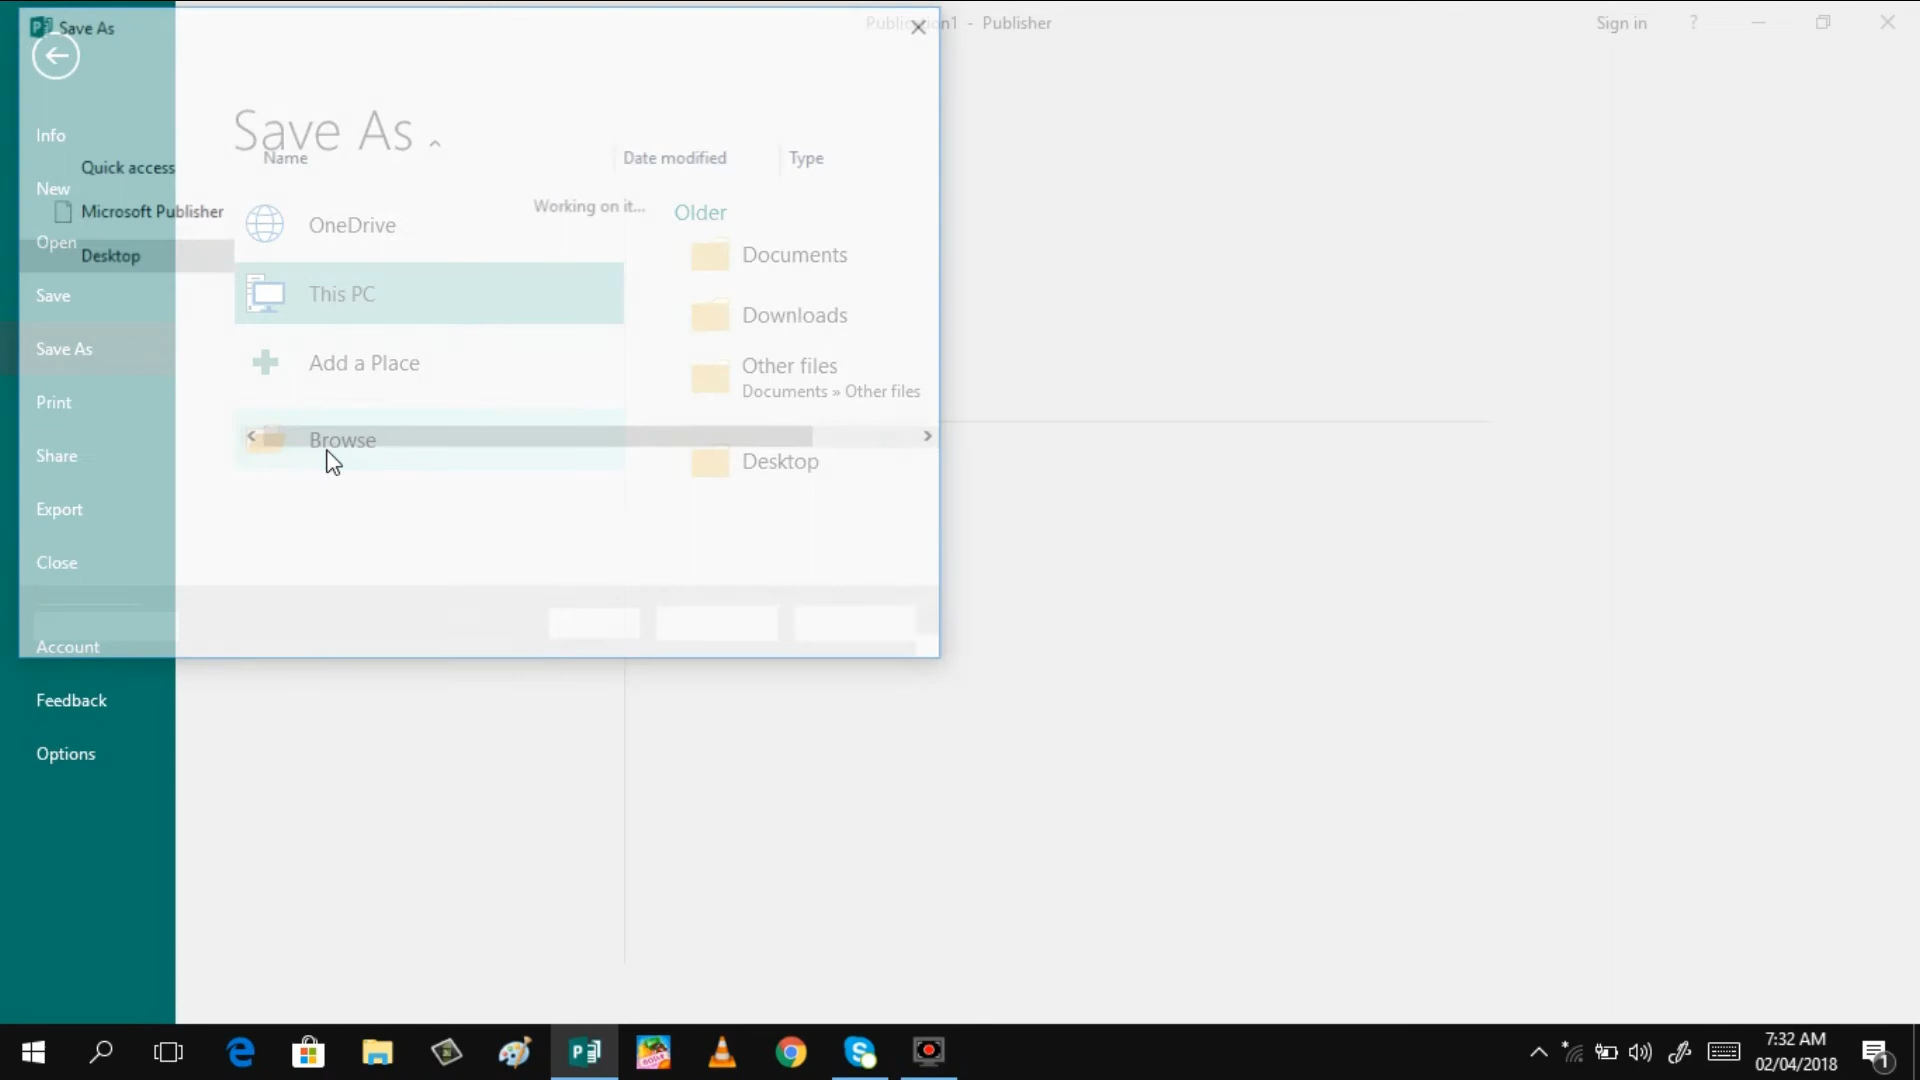 Save As
Publication1 - Publisher
Sign in
?
Info
New
Open
Save
Save As
Print
Share
Export
Close
Account
Feedback
Options
Quick access
Microsoft Publisher
Desktop
Save As
Name
Date modified
Type
Working on it...
OneDrive
This PC
Add a Place
Browse
Older
Documents
Downloads
Other files
Documents » Other files
Desktop
7:32 AM
02/04/2018
1